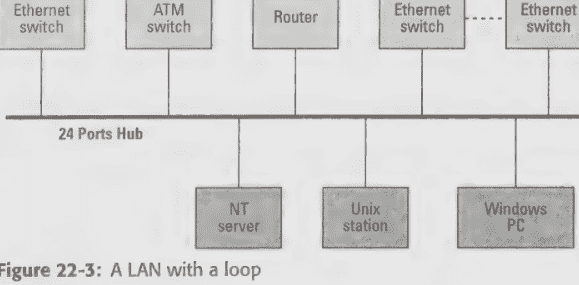 Ethernet
switch
ATM
switch
Router
Ethernet
switch
Ethernet
switch
24 Ports Hub
NT
server
Unix
station
Windows
PC
Figure 22-3: A LAN with a loop